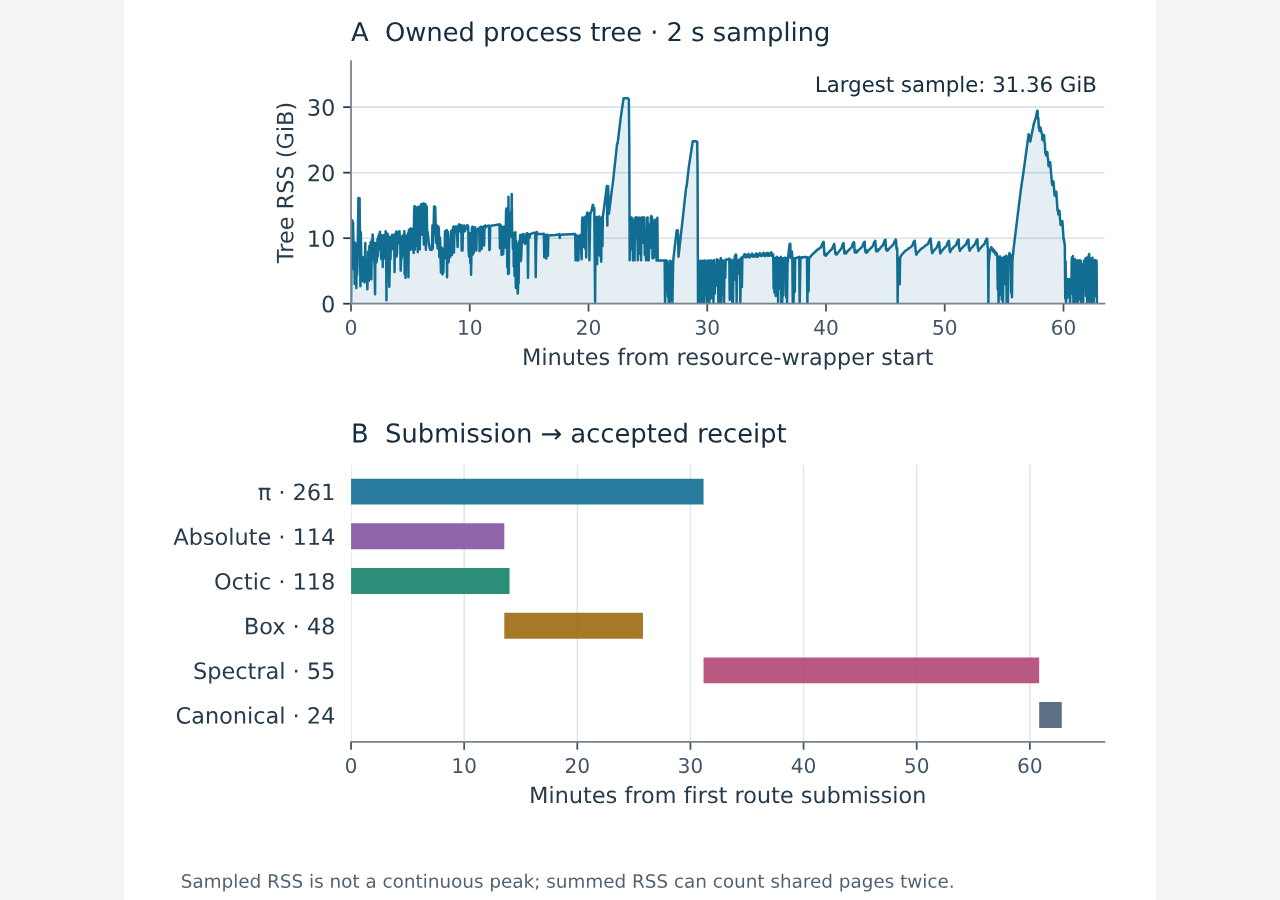 A Owned process tree · 2 s sampling
Largest sample: 31.36 GiB
Tree RSS (GiB)
30
20
10
0
0 10 20 30 40 50 60
Minutes from resource-wrapper start
B Submission → accepted receipt
π · 261
Absolute · 114
Octic · 118
Box · 48
Spectral · 55
Canonical · 24
0 10 20 30 40 50 60
Minutes from first route submission
Sampled RSS is not a continuous peak; summed RSS can count shared pages twice.